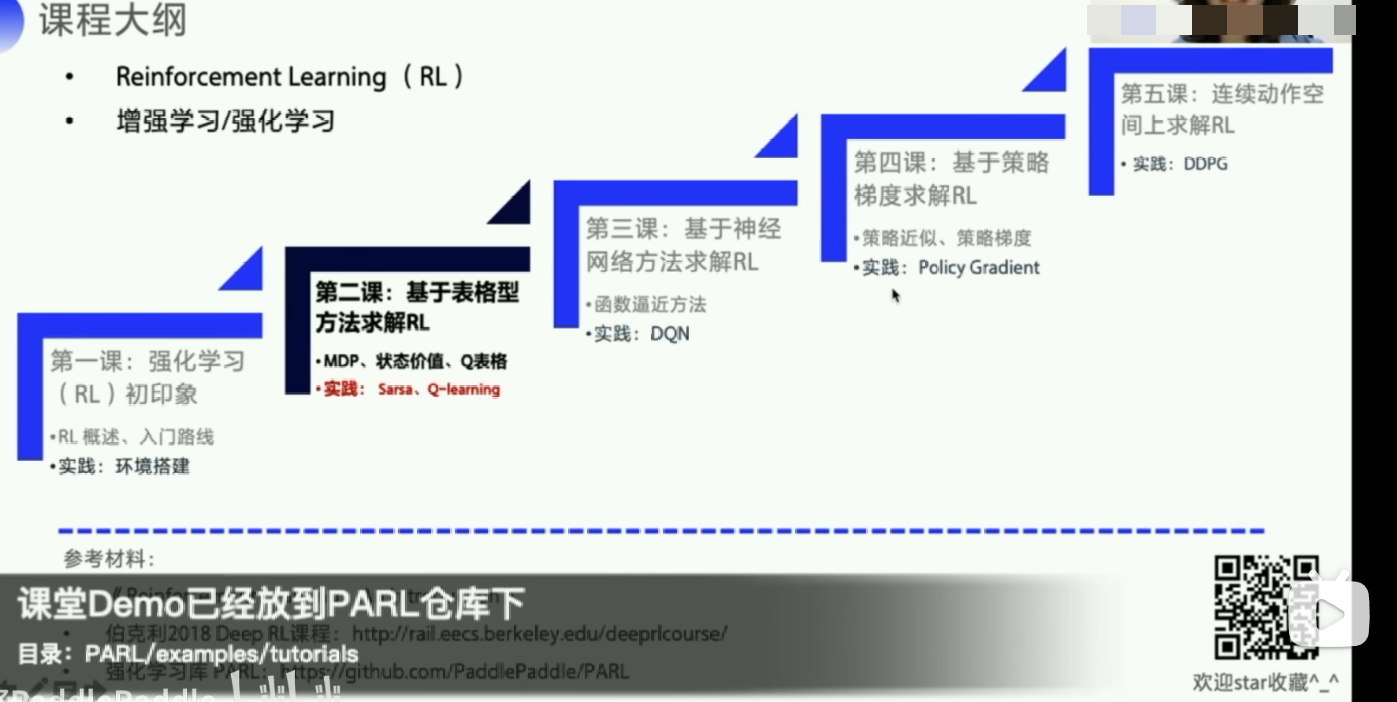 课程大纲
• Reinforcement Learning（RL）
• 增强学习/强化学习
第一课：强化学习
（RL）初印象
•RL 概述、入门路线
•实践：环境搭建
第二课：基于表格型
方法求解RL
•MDP、状态价值、Q表格
•实践： Sarsa、Q-learning
第三课：基于神经
网络方法求解RL
•函数逼近方法
•实践：DQN
第四课：基于策略
梯度求解RL
•策略近似、策略梯度
•实践：Policy Gradient
第五课：连续动作空
间上求解RL
• 实践：DDPG
参考材料：
课堂Demo已经放到PARL仓库下
• 伯克利2018 Deep RL课程：http://rail.eecs.berkeley.edu/deeprlcourse/
目录：PARL/examples/tutorials
• 强化学习库 PARL：https://github.com/PaddlePaddle/PARL
PaddlePaddle
欢迎star收藏^_^